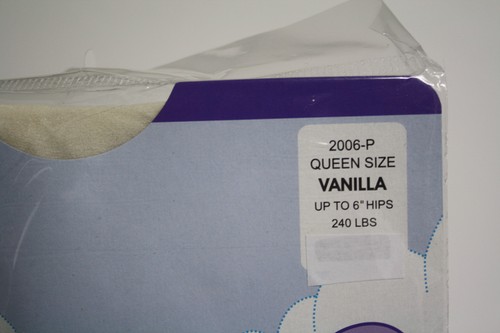 2006-P
QUEEN SIZE
VANILLA
UP TO 6" HIPS
240 LBS